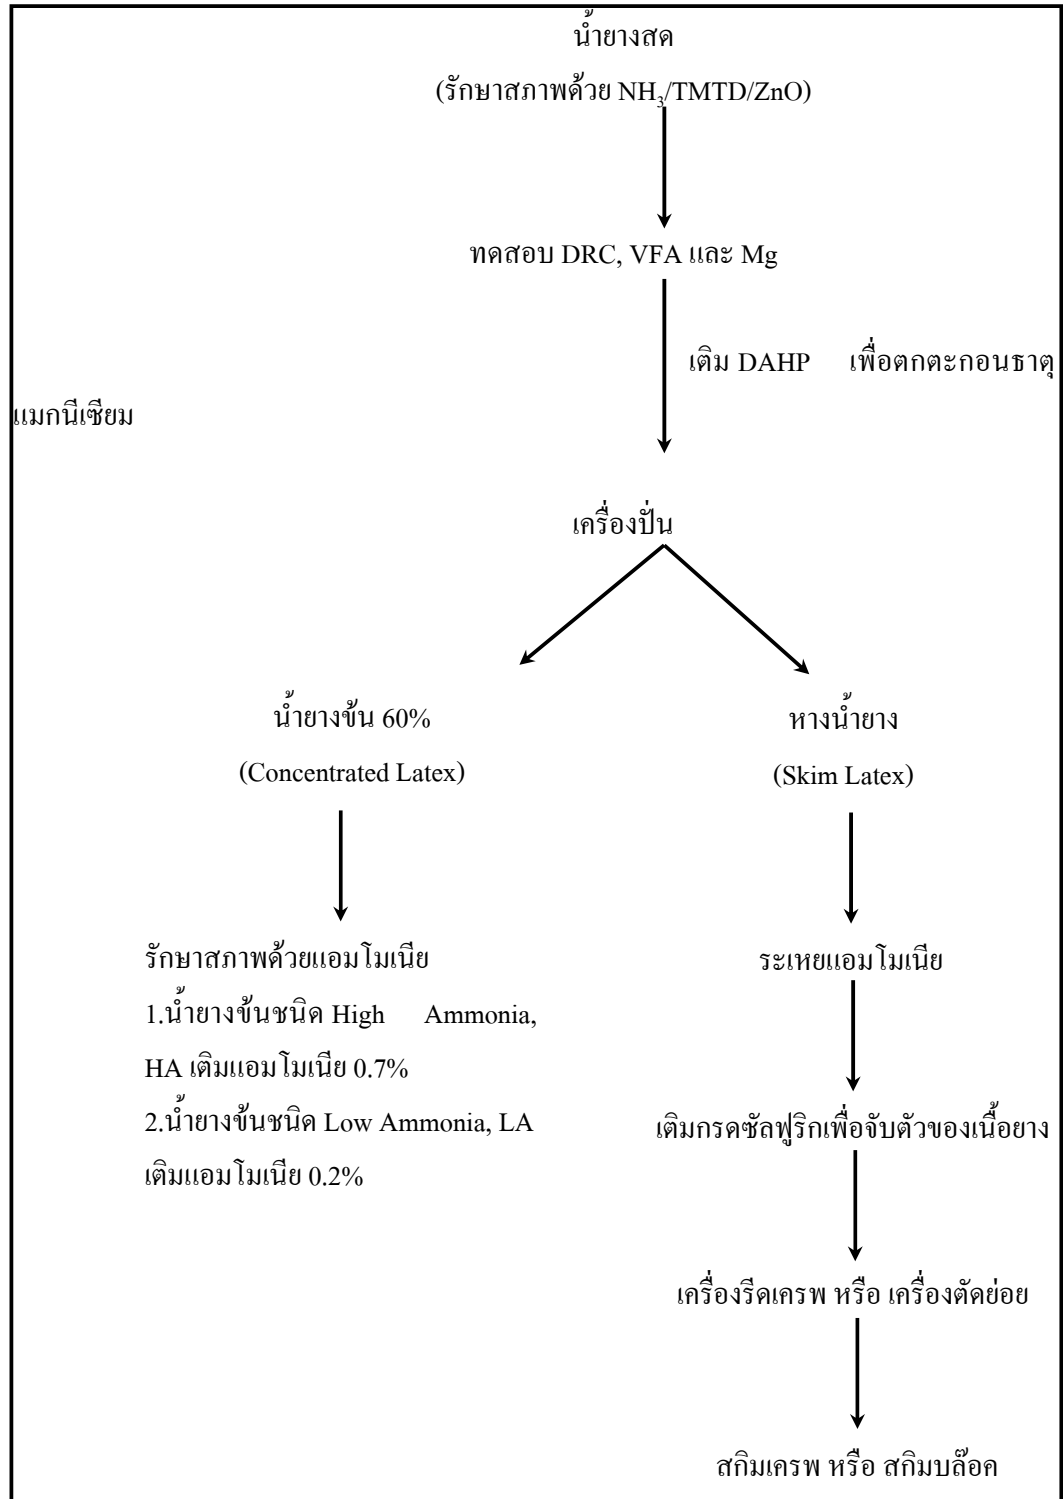 น้ำยางสด
(รักษาสภาพด้วย NH₃/TMTD/ZnO)
ทดสอบ DRC, VFA และ Mg
เติม DAHP เพื่อตกตะกอนธาตุ
แมกนีเซียม
เครื่องปั่น
น้ำยางข้น 60%
(Concentrated Latex)
รักษาสภาพด้วยแอมโมเนีย
1.น้ำยางข้นชนิด High Ammonia,
HA เติมแอมโมเนีย 0.7%
2.น้ำยางข้นชนิด Low Ammonia, LA
เติมแอมโมเนีย 0.2%
หางน้ำยาง
(Skim Latex)
ระเหยแอมโมเนีย
เติมกรดซัลฟูริกเพื่อจับตัวของเนื้อยาง
เครื่องรีดเครพ หรือ เครื่องตัดย่อย
สกิมเครพ หรือ สกิมบล๊อค